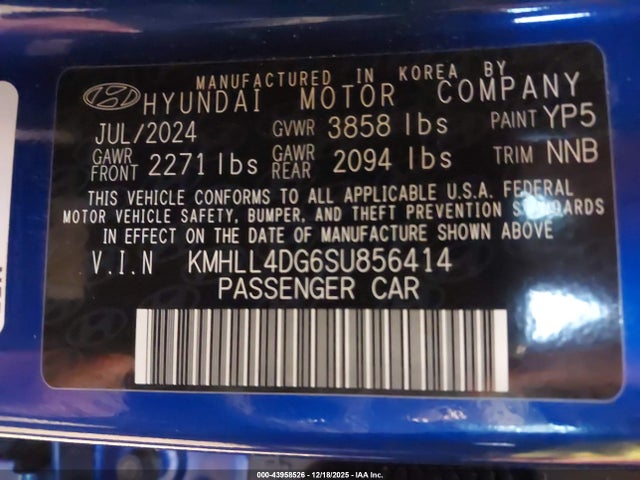 MANUFACTURED IN KOREA BY
HYUNDAI MOTOR COMPANY
JUL/2024 GVWR 3858 lbs PAINT YP5
GAWR FRONT 2271 lbs GAWR REAR 2094 lbs TRIM NNB
THIS VEHICLE CONFORMS TO ALL APPLICABLE U.S.A. FEDERAL
MOTOR VEHICLE SAFETY, BUMPER, AND THEFT PREVENTION STANDARDS
IN EFFECT ON THE DATE OF MANUFACTURE SHOWN ABOVE
V.I.N KMHLL4DG6SU856414
PASSENGER CAR
000-43958526 - 12/18/2025 - IAA Inc.